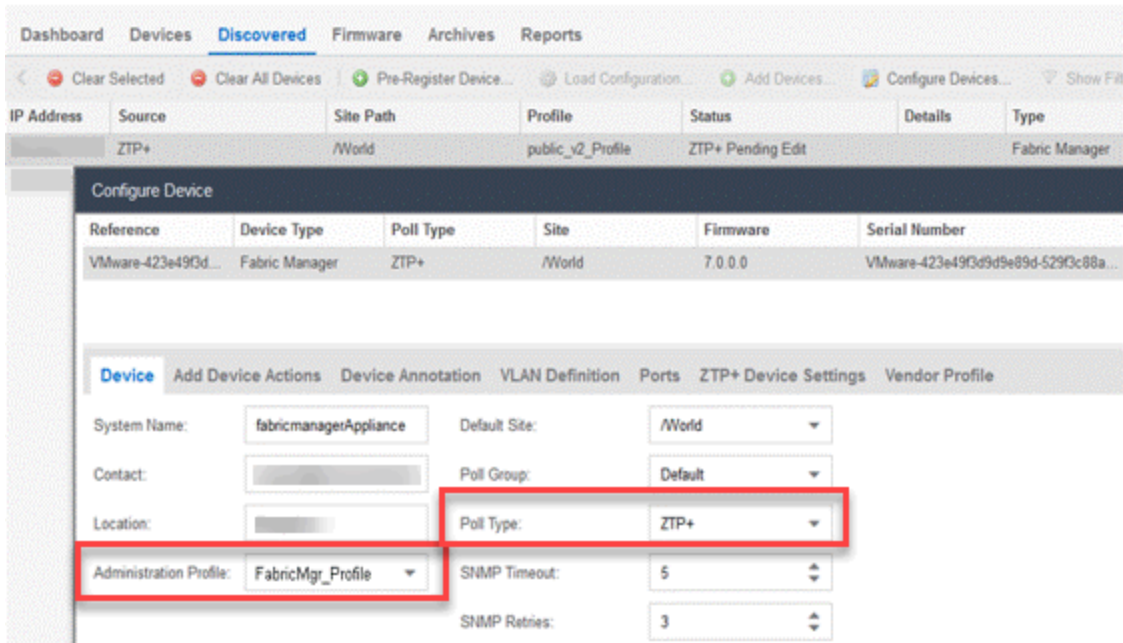 Dashboard Devices Discovered Firmware Archives Reports
Clear Selected Clear All Devices Pre-Register Device... Load Configuration... Add Devices... Configure Devices... Show
IP Address Source Site Path Profile Status Details Type
ZTP+ /World public_v2_Profile ZTP+ Pending Edit Fabric Manager
Configure Device
Reference Device Type Poll Type Site Firmware Serial Number
VMware-423e49f3d... Fabric Manager ZTP+ /World 7.0.0.0 VMware-423e49f3d9d9e89d-529f3c88a...
Device Add Device Actions Device Annotation VLAN Definition Ports ZTP+ Device Settings Vendor Profile
System Name: fabricmanagerAppliance Default Site: /World
Contact: Poll Group: Default
Location: Poll Type: ZTP+
Administration Profile: FabricMgr_Profile SNMP Timeout: 5
SNMP Retries: 3